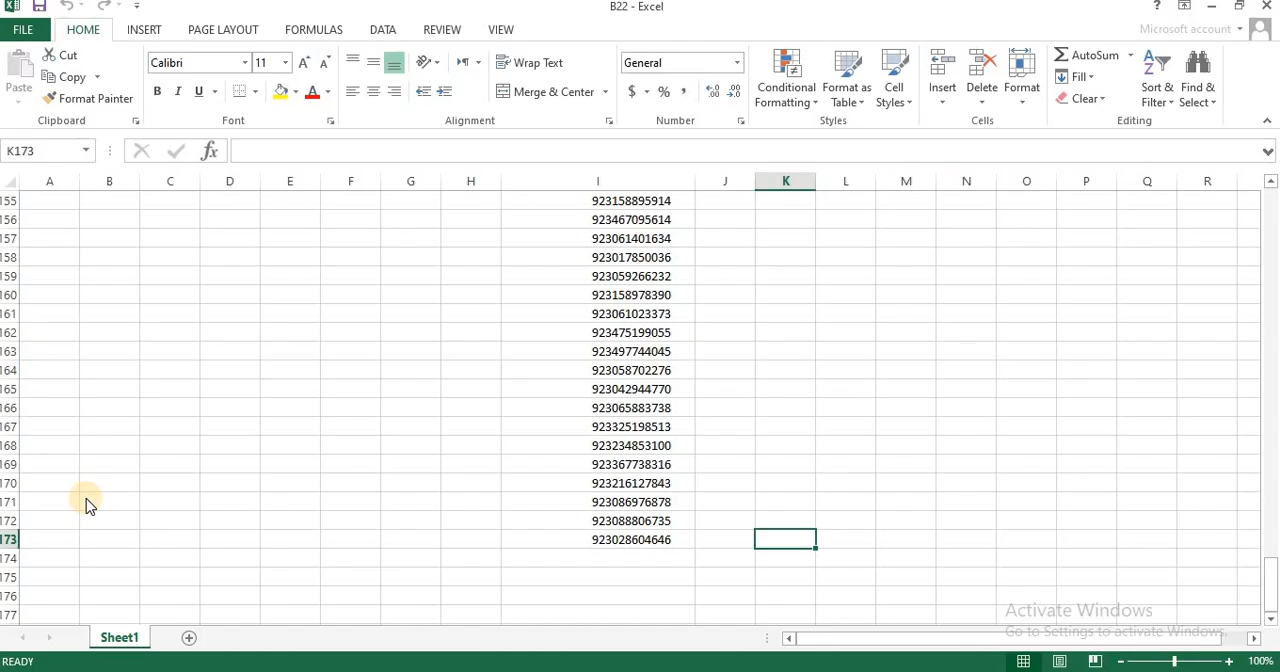 B22 - Excel
?
FILE HOME INSERT PAGE LAYOUT FORMULAS DATA REVIEW VIEW
Microsoft account
Paste
Cut
Copy
Format Painter
Clipboard
Calibri 11
B I U
Font
Wrap Text
Merge & Center
Alignment
General
$ % ,
Number
Conditional Formatting
Format as Table
Cell Styles
Styles
Insert
Delete
Format
Cells
AutoSum
Fill
Clear
Sort & Filter
Find & Select
Editing
K173
fx
A B C D E F G H I J K L M N O P Q R
155 923158895914
156 923467095614
157 923061401634
158 923017850036
159 923059266232
160 923158978390
161 923061023373
162 923475199055
163 923497744045
164 923058702276
165 923042944770
166 923065883738
167 923325198513
168 923234853100
169 923367738316
170 923216127843
171 923086976878
172 923088806735
173 923028604646
174
175
176
177
Activate Windows
Go to Settings to activate Windows.
Sheet1
READY
100%